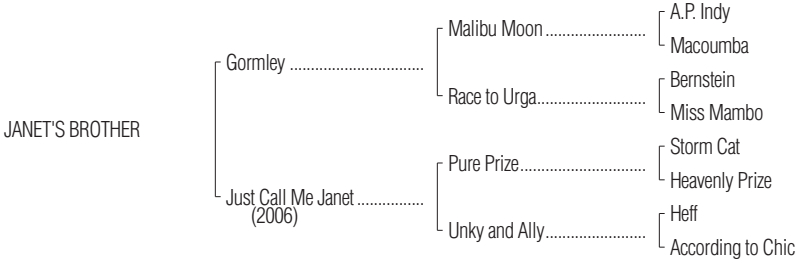 A.P. Indy
Malibu Moon ........................
Macoumba
Gormley ................................
Bernstein
Race to Urga..........................
Miss Mambo
JANET'S BROTHER
Storm Cat
Pure Prize..............................
Heavenly Prize
Just Call Me Janet ................
(2006)
Heff
Unky and Ally........................
According to Chic